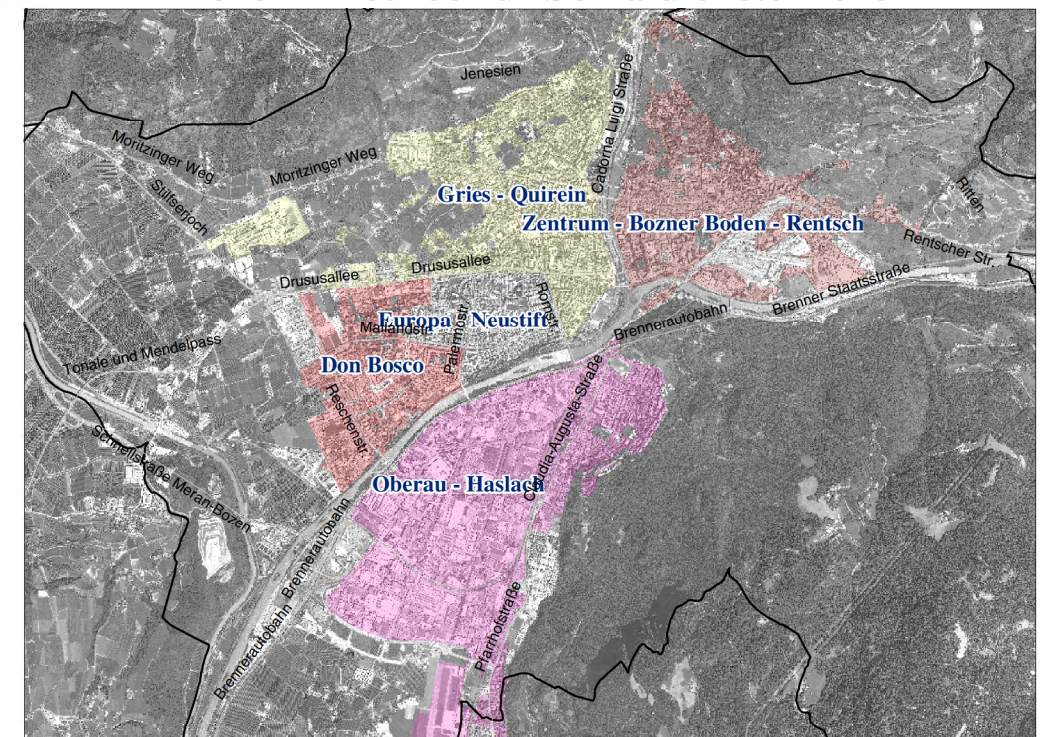 Jenesien
Cadorna Luigi Straße
Moritzinger Weg
Moritzinger Weg
Stilfserjoch
Ritten
Gries - Quirein
Zentrum - Bozner Boden - Rentsch
Rentscher Str.
Drususallee
Drususallee
Brenner Staatsstraße
Romstr.
Europa - Neustift
Mailandstr.
Palermostr.
Brennerautobahn
Tonale und Mendelpass
Don Bosco
Reschenstr.
Claudia-Augusta-Straße
Schnellstraße Meran-Bozen
Oberau - Haslach
Brennerautobahn
Pfarrhofstraße
Brennerautobahn